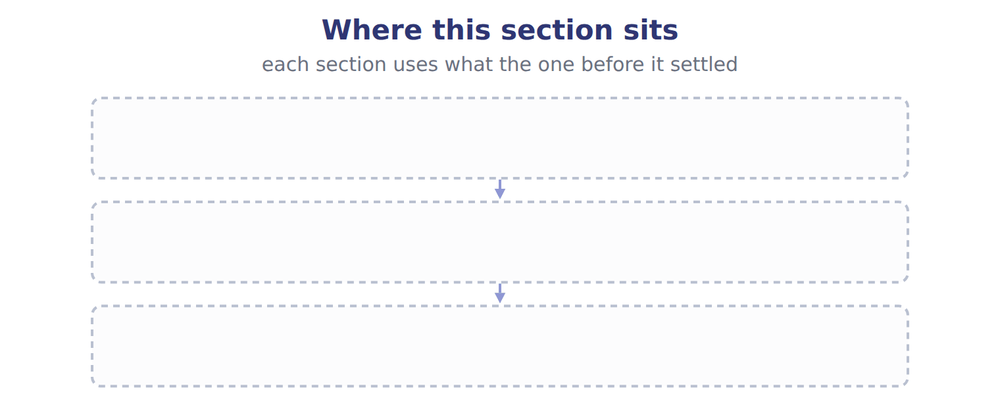 Where this section sits
each section uses what the one before it settled